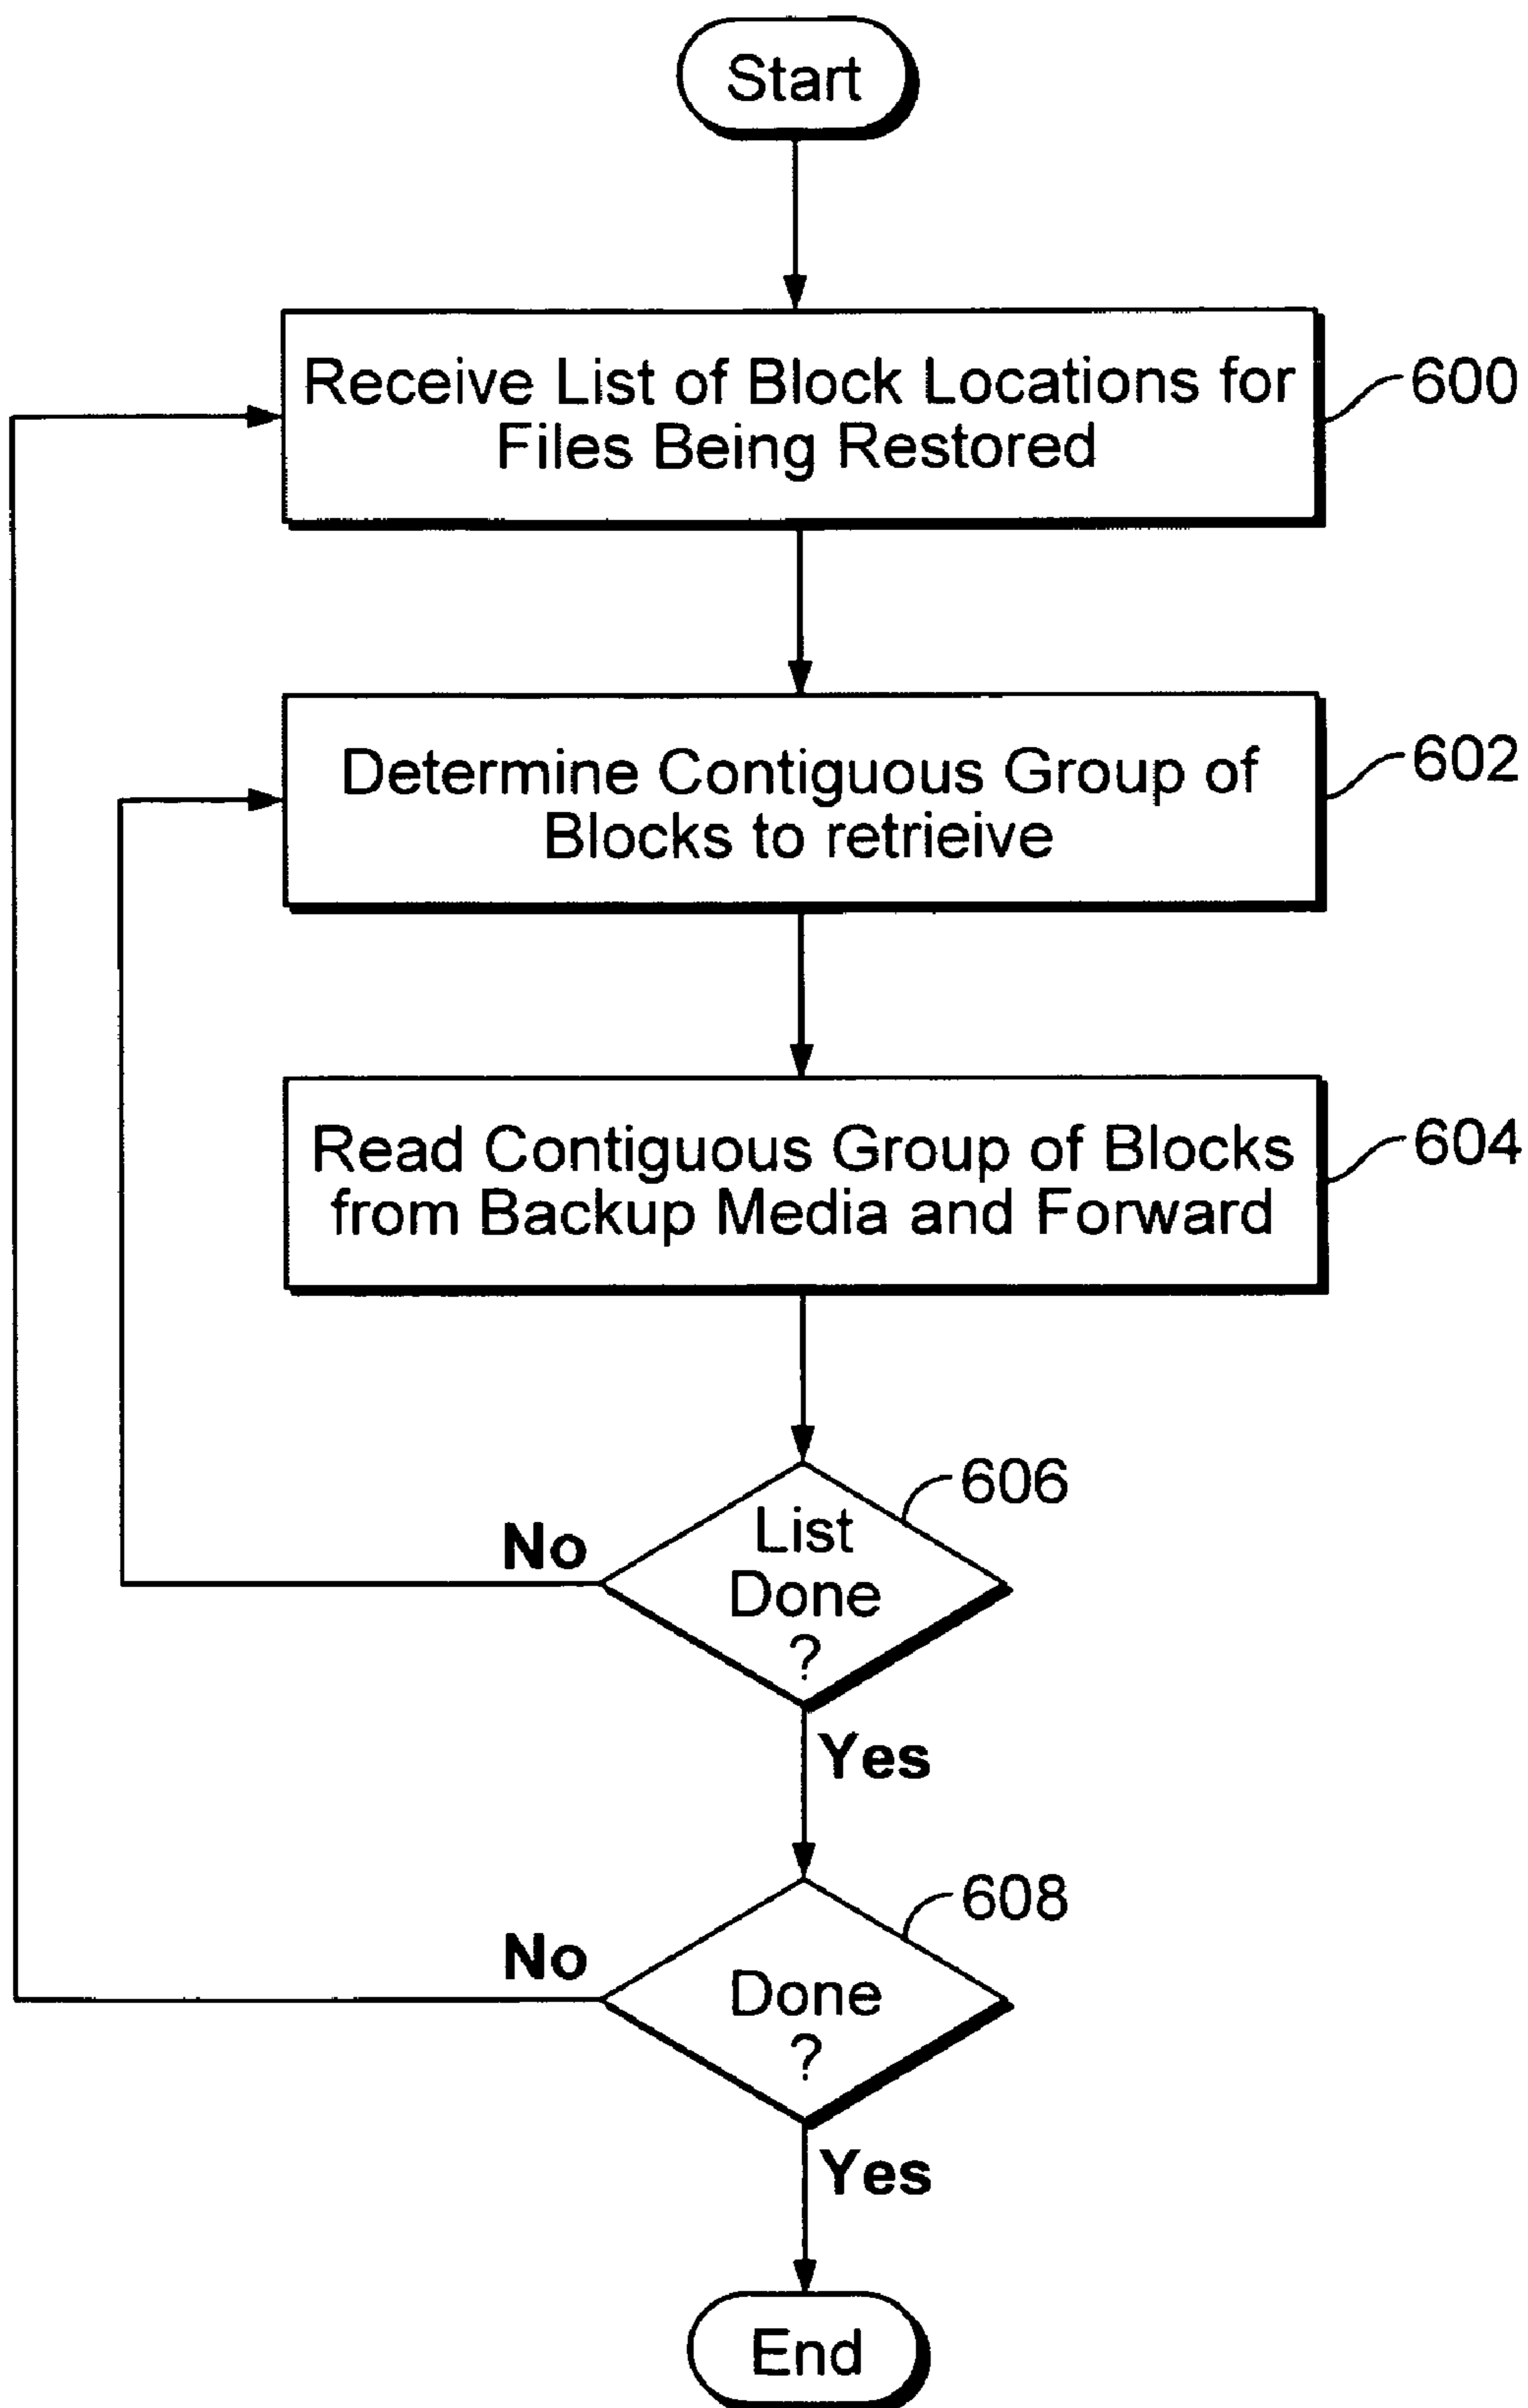 Start
Receive List of Block Locations for
Files Being Restored
600
Determine Contiguous Group of
Blocks to retrieive
602
Read Contiguous Group of Blocks
from Backup Media and Forward
604
606
List
Done
?
No
Yes
608
Done
?
No
Yes
End